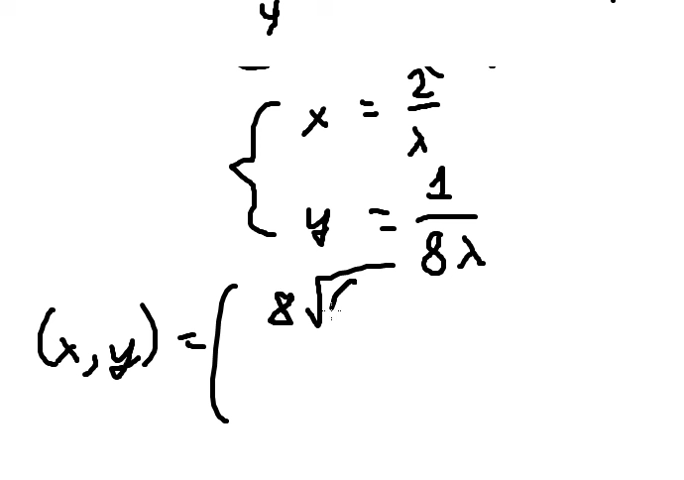 y
{ x = 2/λ
y = 1/(8λ)
(x, y) = ( 8√